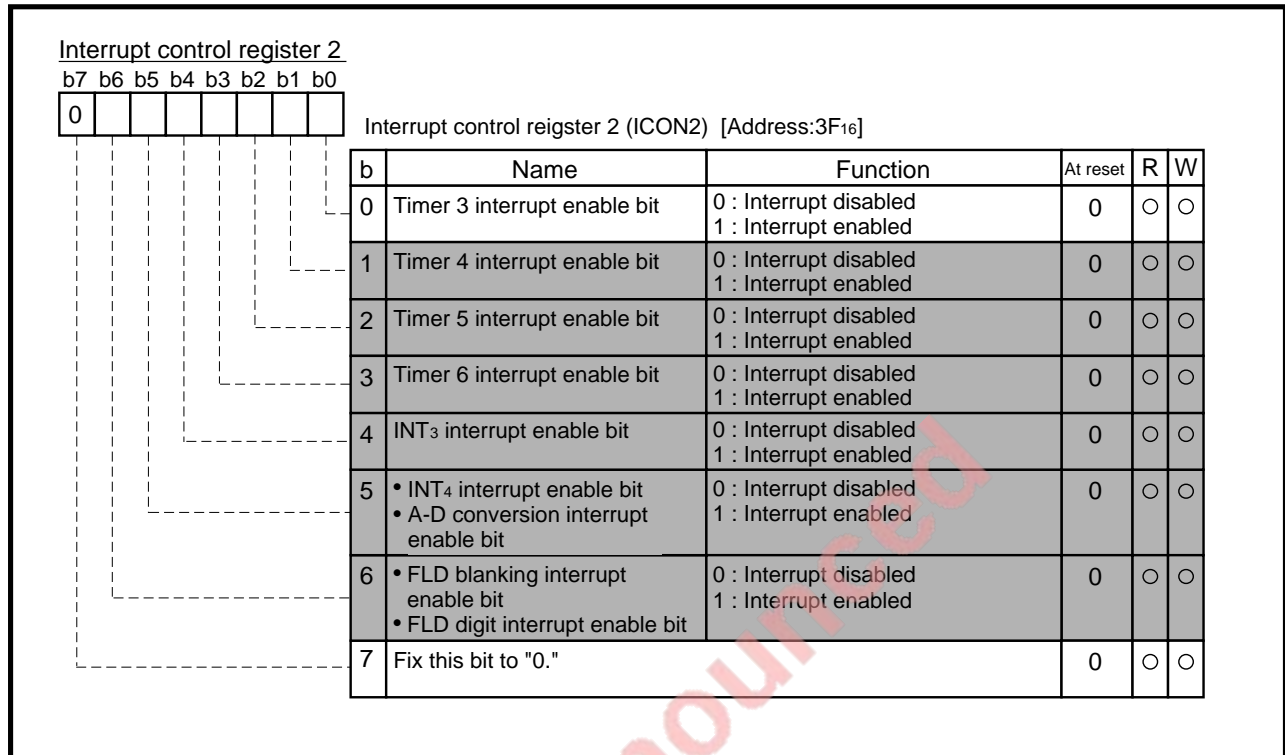 Interrupt control register 2
b7 b6 b5 b4 b3 b2 b1 b0
0
Interrupt control reigster 2 (ICON2) [Address:3F16]
b Name Function At reset R W
0 Timer 3 interrupt enable bit 0 : Interrupt disabled 0 ○ ○
1 : Interrupt enabled
1 Timer 4 interrupt enable bit 0 : Interrupt disabled 0 ○ ○
1 : Interrupt enabled
2 Timer 5 interrupt enable bit 0 : Interrupt disabled 0 ○ ○
1 : Interrupt enabled
3 Timer 6 interrupt enable bit 0 : Interrupt disabled 0 ○ ○
1 : Interrupt enabled
4 INT3 interrupt enable bit 0 : Interrupt disabled 0 ○ ○
1 : Interrupt enabled
5 • INT4 interrupt enable bit 0 : Interrupt disabled 0 ○ ○
• A-D conversion interrupt 1 : Interrupt enabled
enable bit
6 • FLD blanking interrupt 0 : Interrupt disabled 0 ○ ○
enable bit 1 : Interrupt enabled
• FLD digit interrupt enable bit
7 Fix this bit to "0." 0 ○ ○